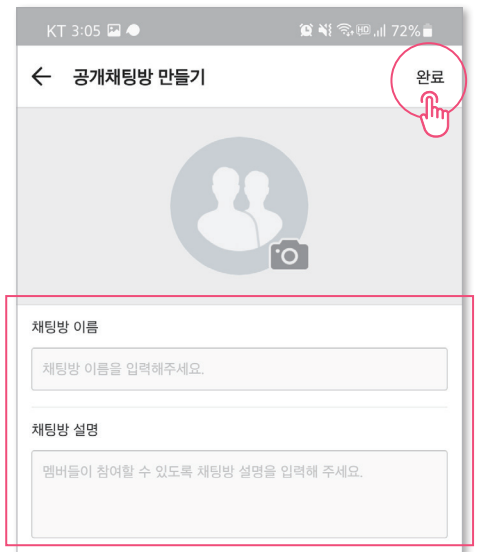 KT 3:05 HD 72%
공개채팅방 만들기 완료
채팅방 이름
채팅방 이름을 입력해주세요.
채팅방 설명
멤버들이 참여할 수 있도록 채팅방 설명을 입력해 주세요.